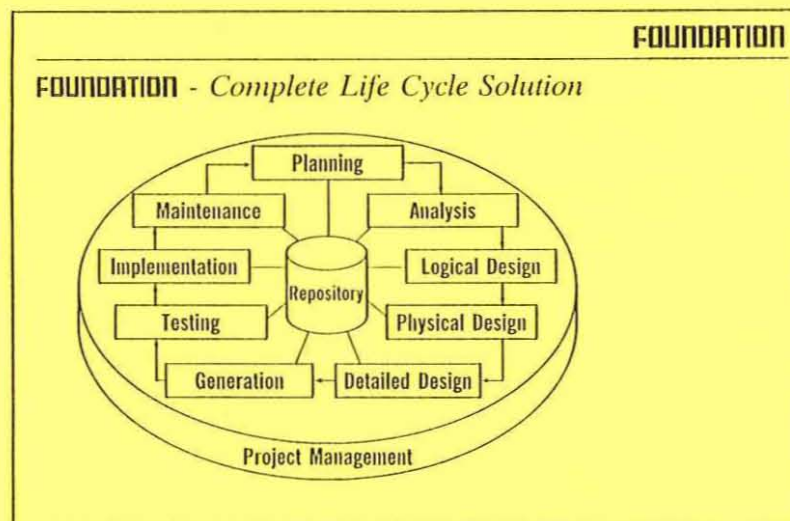 FOUNDATION
FOUNDATION - Complete Life Cycle Solution
Planning
Maintenance
Analysis
Implementation
Logical Design
Repository
Testing
Physical Design
Generation
Detailed Design
Project Management